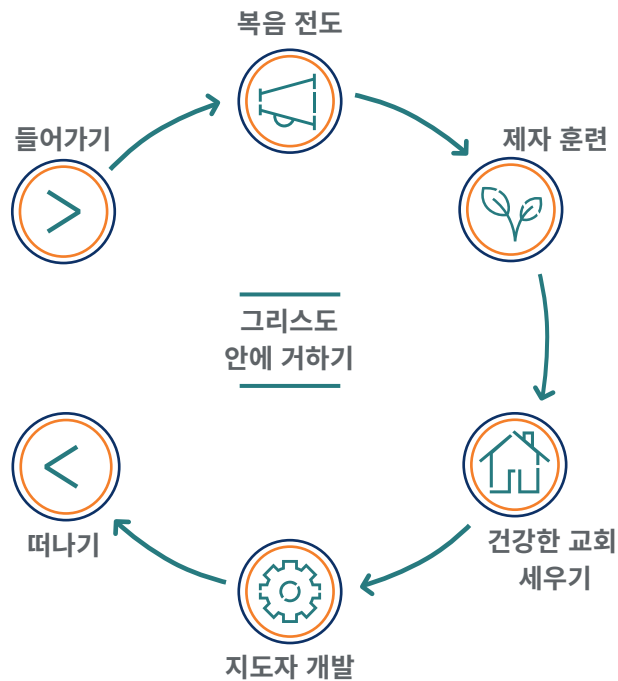 복음 전도
들어가기
제자 훈련
그리스도
안에 거하기
떠나기
건강한 교회
세우기
지도자 개발